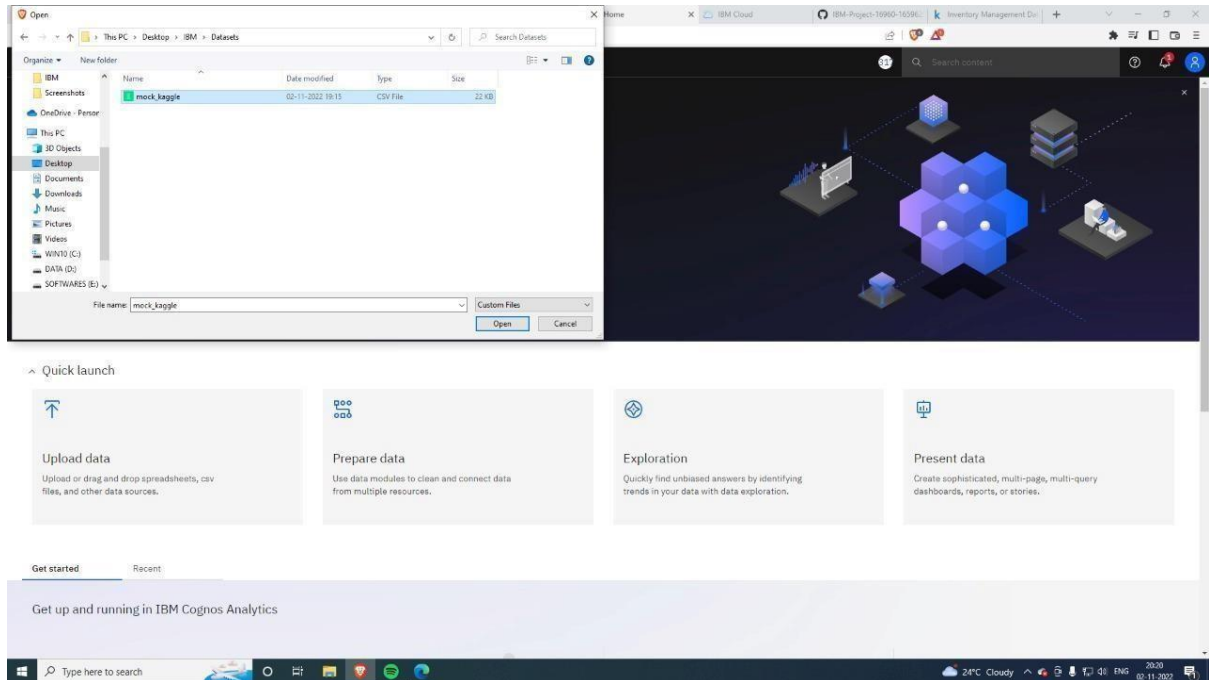 Open
Home
IBM Cloud
IBM-Project-16960-16596
Inventory Management Da
This PC > Desktop > IBM > Datasets
Search Datasets
Organize
New folder
Search content
Name
Date modified
Type
Size
mock_kaggle
02-11-2022 19:15
CSV File
22 KB
IBM
Screenshots
OneDrive - Person
This PC
3D Objects
Desktop
Documents
Downloads
Music
Pictures
Videos
WIN10 (C:)
DATA (D:)
SOFTWARES (E:)
File name: mock_kaggle
Custom Files
Open
Cancel
Quick launch
Upload data
Upload or drag and drop spreadsheets, csv
files, and other data sources.
Prepare data
Use data modules to clean and connect data
from multiple resources.
Exploration
Quickly find unbiased answers by identifying
trends in your data with data exploration.
Present data
Create sophisticated, multi-page, multi-query
dashboards, reports, or stories.
Get started
Recent
Get up and running in IBM Cognos Analytics
Type here to search
24°C Cloudy
ENG
20:20
02-11-2022